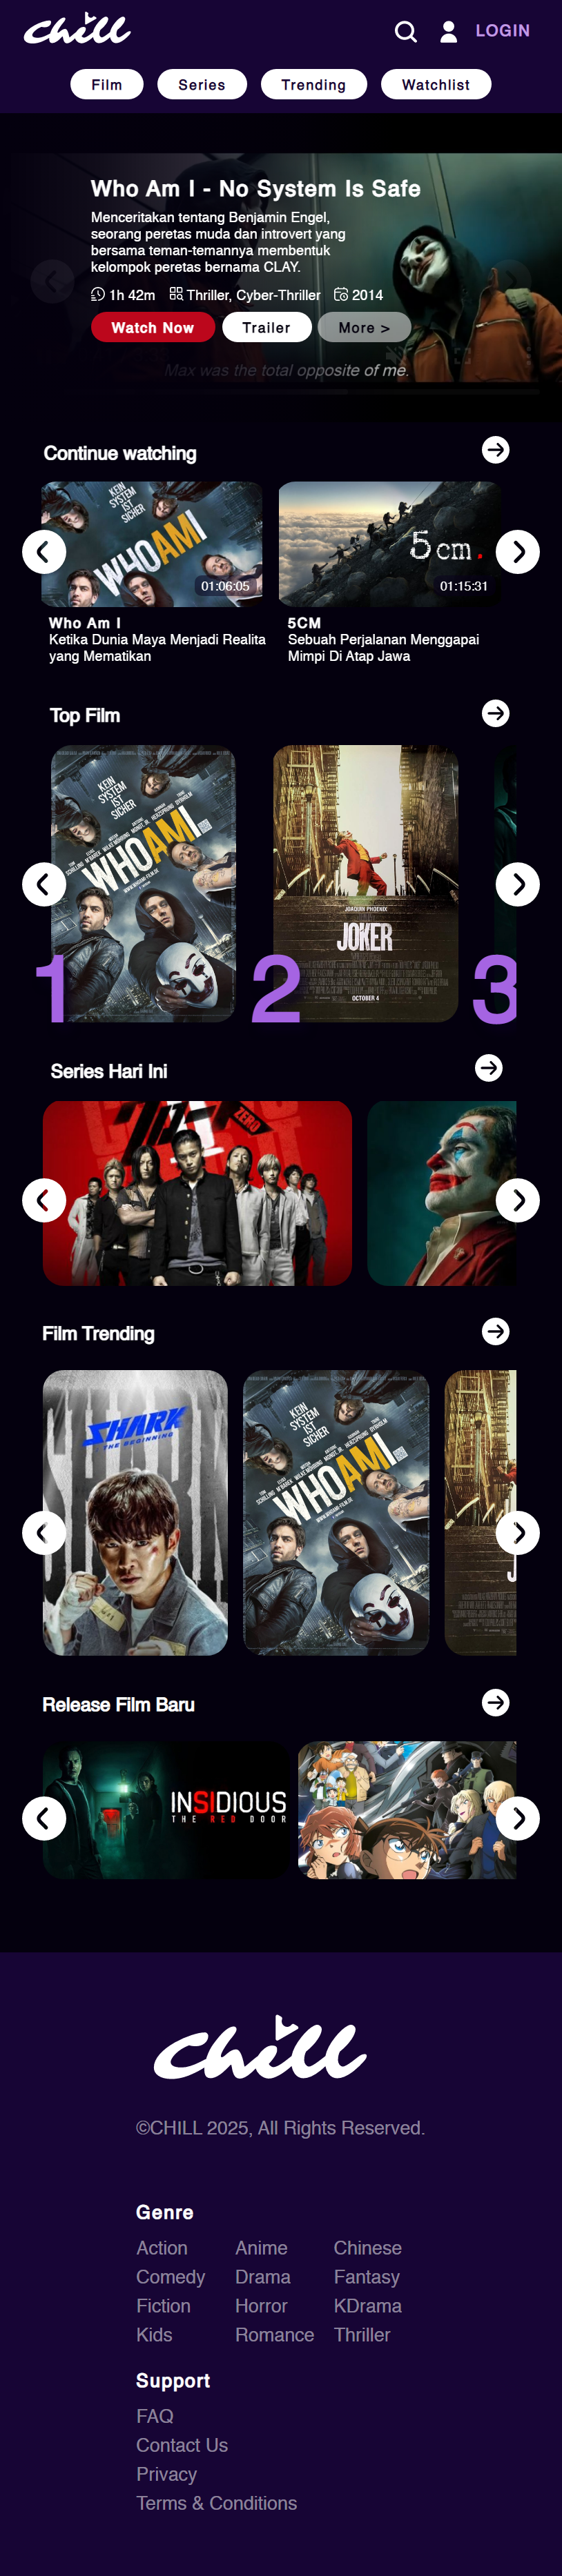 chill
LOGIN
Film
Series
Trending
Watchlist
Who Am I - No System Is Safe
Menceritakan tentang Benjamin Engel,
seorang peretas muda dan introvert yang
bersama teman-temannya membentuk
kelompok peretas bernama CLAY.
1h 42m
Thriller, Cyber-Thriller
2014
Watch Now
Trailer
More >
Max was the total opposite of me.
Continue watching
KEIN
SYSTEM
IST
SICHER
WHOAMI
01:06:05
5 cm.
01:15:31
Who Am I
Ketika Dunia Maya Menjadi Realita
yang Mematikan
5CM
Sebuah Perjalanan Menggapai
Mimpi Di Atap Jawa
Top Film
KEIN
SYSTEM
IST
SICHER
WHOAMI
1
JOAQUIN PHOENIX
JOKER
OCTOBER 4
2
3
Series Hari Ini
ZERO
Film Trending
SHARK
THE BEGINNING
KEIN
SYSTEM
IST
SICHER
WHOAMI
Release Film Baru
INSIDIOUS
THE RED DOOR
chill
©CHILL 2025, All Rights Reserved.
Genre
Action
Anime
Chinese
Comedy
Drama
Fantasy
Fiction
Horror
KDrama
Kids
Romance
Thriller
Support
FAQ
Contact Us
Privacy
Terms & Conditions